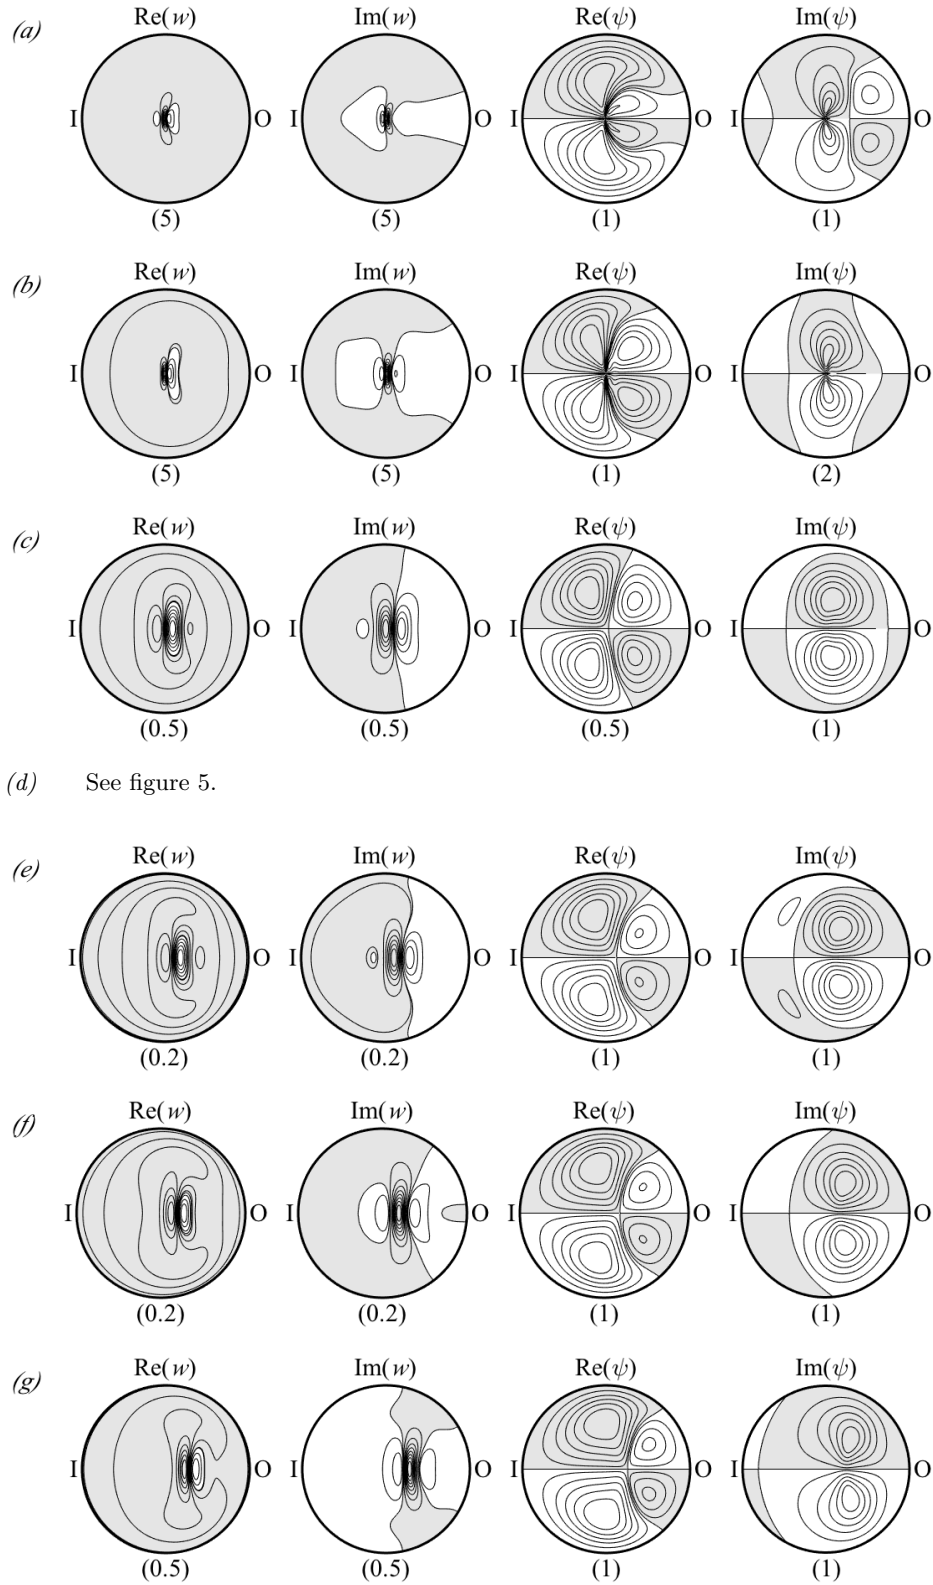 (a) Re(w) Im(w) Re(ψ) Im(ψ)
I O I O I O I O
(5) (5) (1) (1)
(b) Re(w) Im(w) Re(ψ) Im(ψ)
I O I O I O I O
(5) (5) (1) (2)
(c) Re(w) Im(w) Re(ψ) Im(ψ)
I O I O I O I O
(0.5) (0.5) (0.5) (1)
(d) See figure 5.
(e) Re(w) Im(w) Re(ψ) Im(ψ)
I O I O I O I O
(0.2) (0.2) (1) (1)
(f) Re(w) Im(w) Re(ψ) Im(ψ)
I O I O I O I O
(0.2) (0.2) (1) (1)
(g) Re(w) Im(w) Re(ψ) Im(ψ)
I O I O I O I O
(0.5) (0.5) (1) (1)